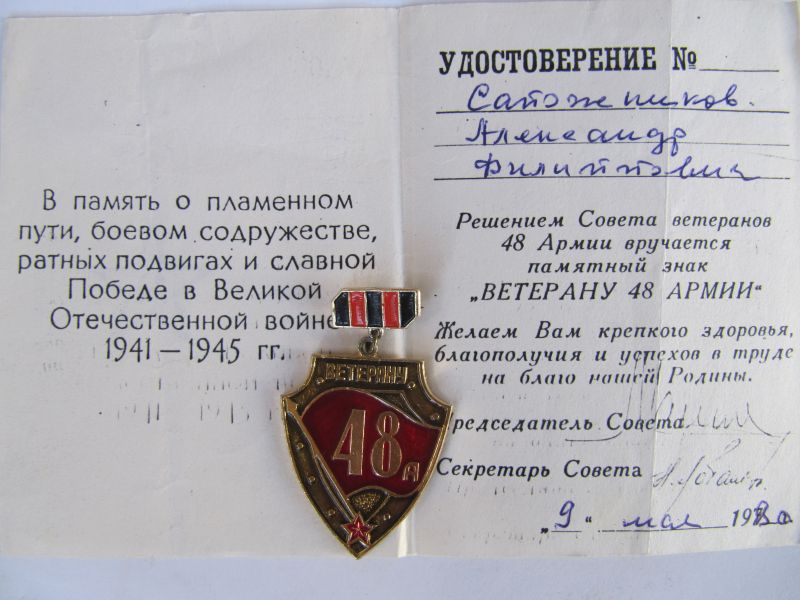 В память о пламенном
пути, боевом содружестве,
ратных подвигах и славной
Победе в Великой
Отечественной войне
1941 — 1945 гг.
ВЕТЕРАНУ
48
А
УДОСТОВЕРЕНИЕ №
Сапожников
Александр
Филиппович
Решением Совета ветеранов
48 Армии вручается
памятный знак
„ВЕТЕРАНУ 48 АРМИИ“
Желаем Вам крепкого здоровья,
благополучия и успехов в труде
на благо нашей Родины.
Председатель Совета
Секретарь Совета
„9“ мая